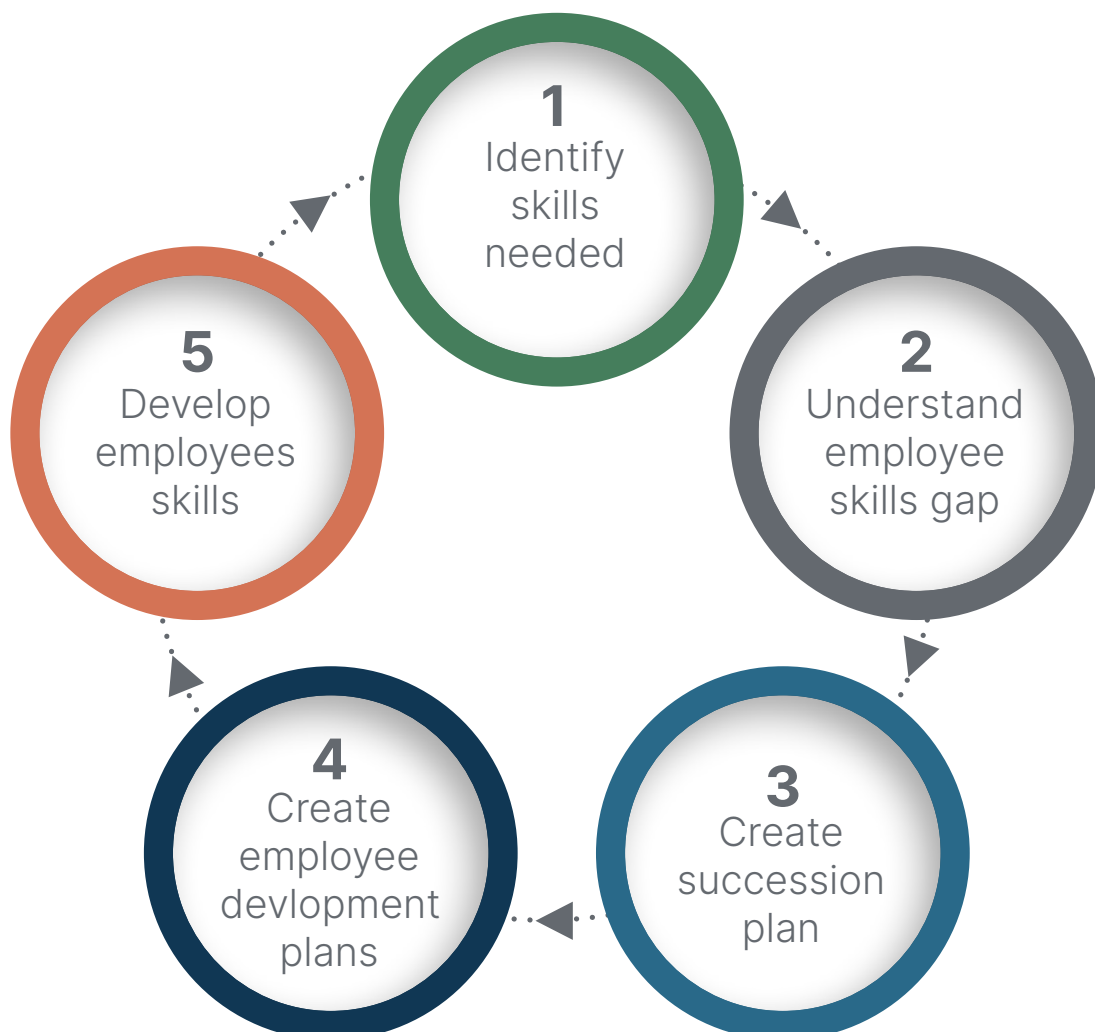 1
Identify
skills
needed
2
Understand
employee
skills gap
3
Create
succession
plan
4
Create
employee
devlopment
plans
5
Develop
employees
skills